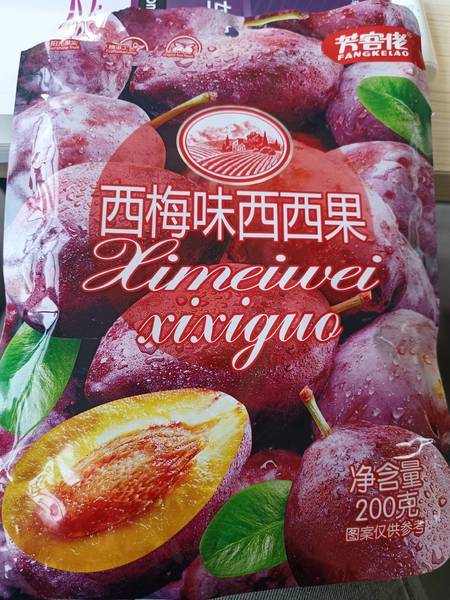 芳客佬
FANGKELAO
西梅味西西果
Ximeiwei
xixiguo
净含量
200克
图案仅供参考